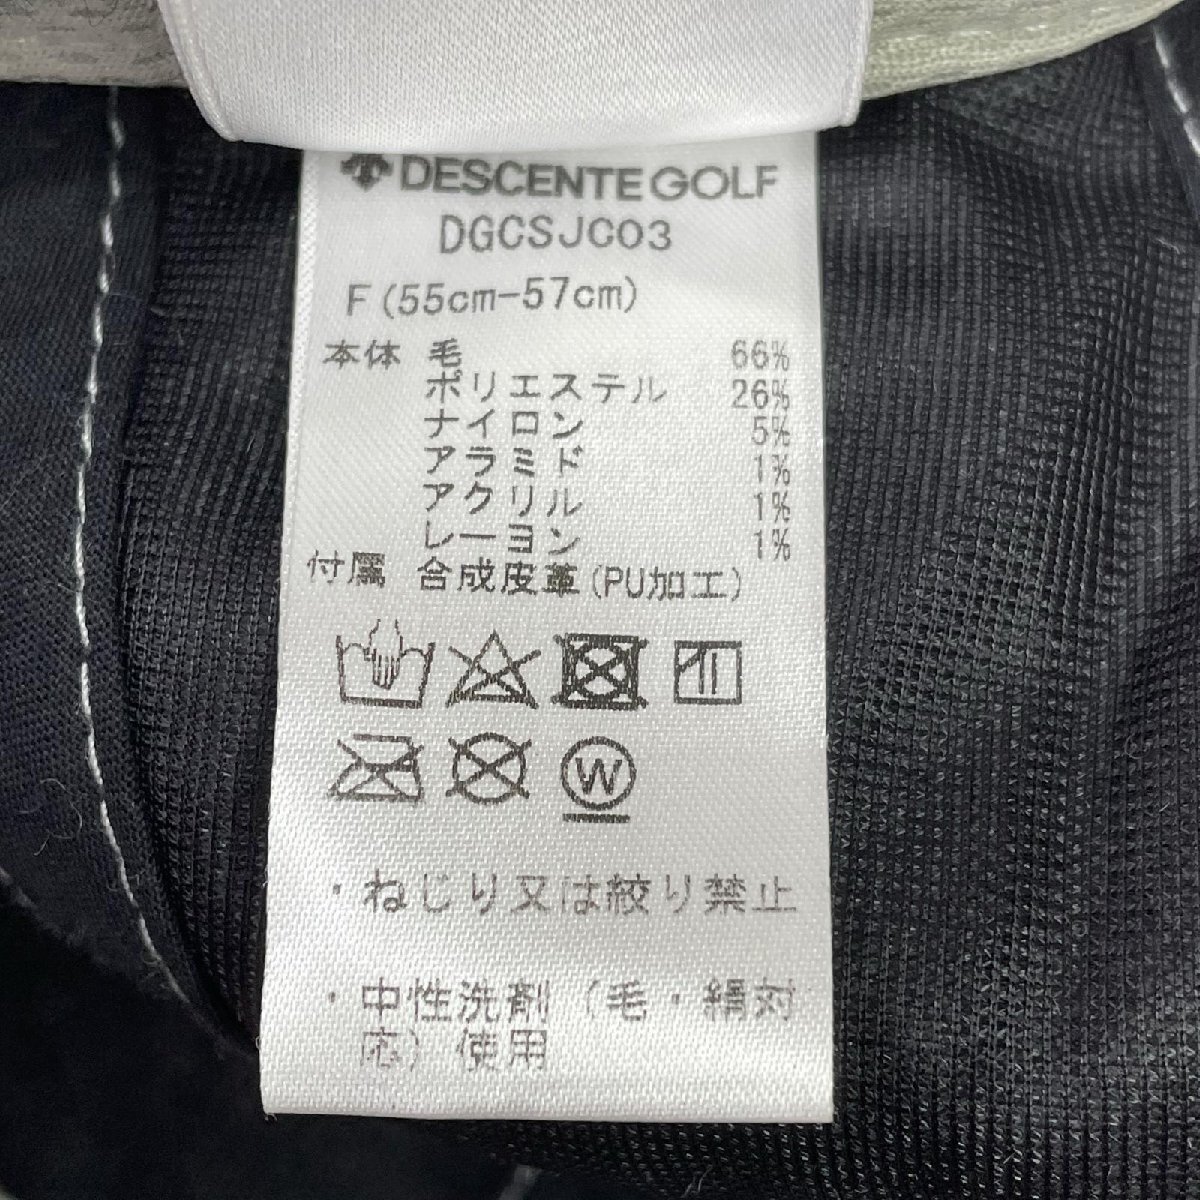 DESCENTE GOLF
DGCSJC03
F(55cm-57cm)
本体 毛 66%
ポリエステル 26%
ナイロン 5%
アラミド 1%
アクリル 1%
レーヨン 1%
付属 合成皮革(PU加工)
W
・ねじり又は絞り禁止
・中性洗剤(毛・絹対
応)使用